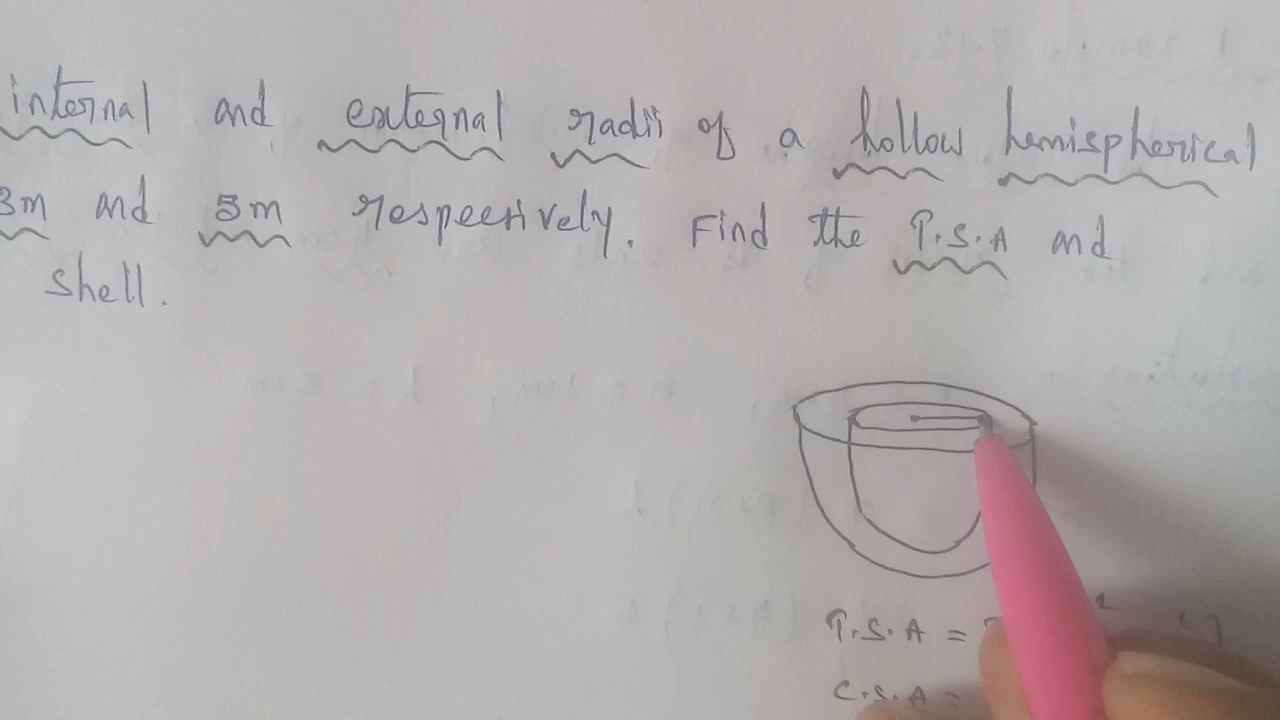 internal and external radii of a hollow hemispherical
3m and 5m respectively. Find the T.S.A and
shell.
T.S.A =
C.S.A =